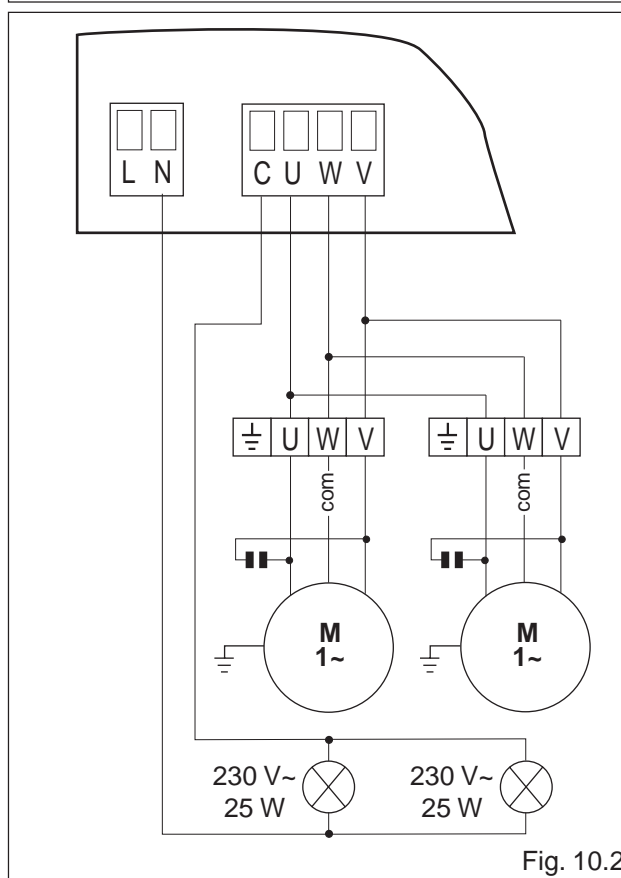 L N C U W V
U W V U W V
com com
M M
1~ 1~
230 V~ 230 V~
25 W 25 W
Fig. 10.2